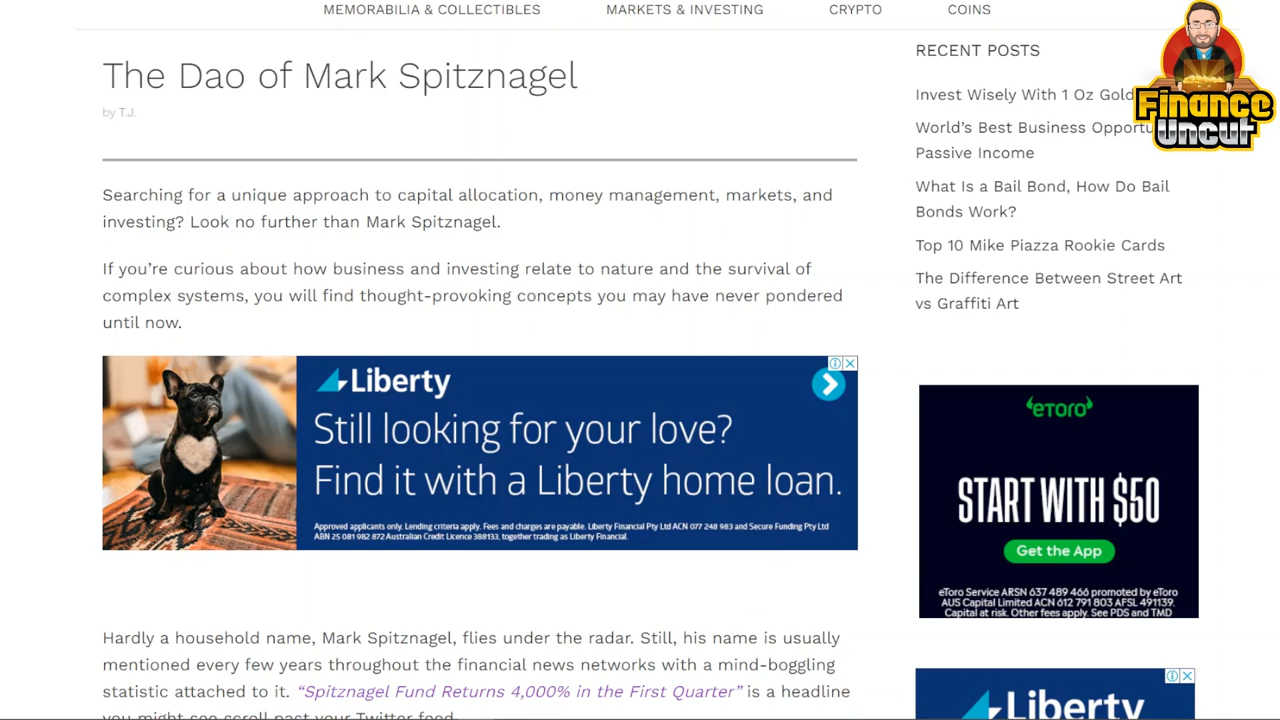 MEMORABILIA & COLLECTIBLES
MARKETS & INVESTING
CRYPTO
COINS
The Dao of Mark Spitznagel
by T.J.
Searching for a unique approach to capital allocation, money management, markets, and
investing? Look no further than Mark Spitznagel.
If you're curious about how business and investing relate to nature and the survival of
complex systems, you will find thought-provoking concepts you may have never pondered
until now.
Liberty
Still looking for your love?
Find it with a Liberty home loan.
Approved applicants only. Lending criteria apply. Fees and charges are payable. Liberty Financial Pty Ltd ACN 077 248 983 and Secure Funding Pty Ltd
ABN 25 081 982 872 Australian Credit Licence 388133, together trading as Liberty Financial.
Hardly a household name, Mark Spitznagel, flies under the radar. Still, his name is usually
mentioned every few years throughout the financial news networks with a mind-boggling
statistic attached to it. “Spitznagel Fund Returns 4,000% in the First Quarter” is a headline
you might see scroll past your Twitter feed.
RECENT POSTS
Invest Wisely With 1 Oz Gold
World's Best Business
Passive Income
What Is a Bail Bond, How Do Bail
Bonds Work?
Top 10 Mike Piazza Rookie Cards
The Difference Between Street Art
vs Graffiti Art
Finance
Uncut
eToro
START WITH $50
Get the App
eToro Service ARSN 637 489 466 promoted by eToro
AUS Capital Limited ACN 612 791 803 AFSL 491139.
Capital at risk. Other fees apply. See PDS and TMD
Liberty